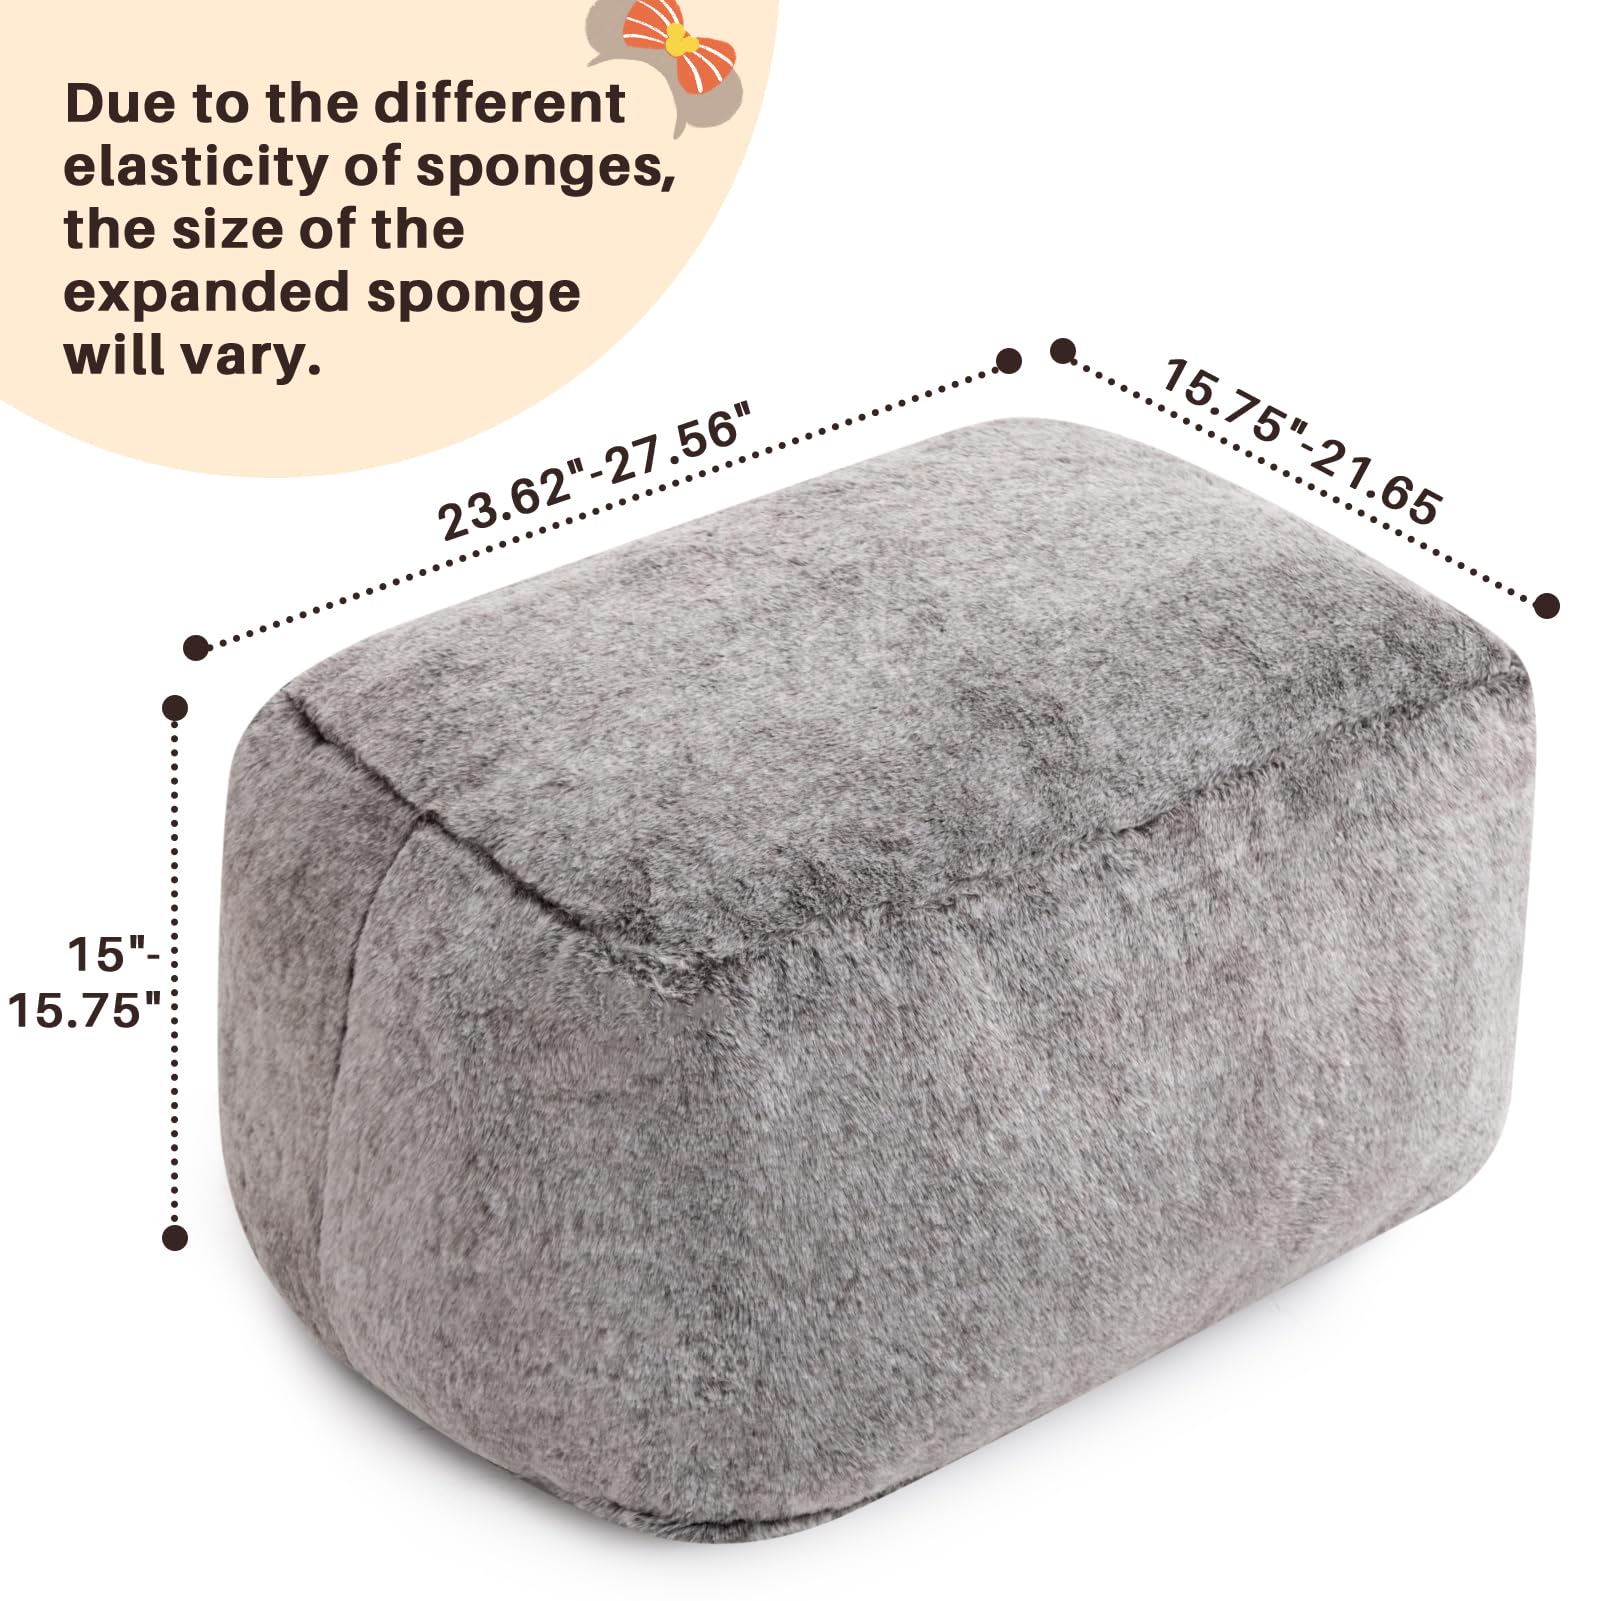 Due to the different
elasticity of sponges,
the size of the
expanded sponge
will vary.
23.62"-27.56"
15.75"-21.65
15"-
15.75"